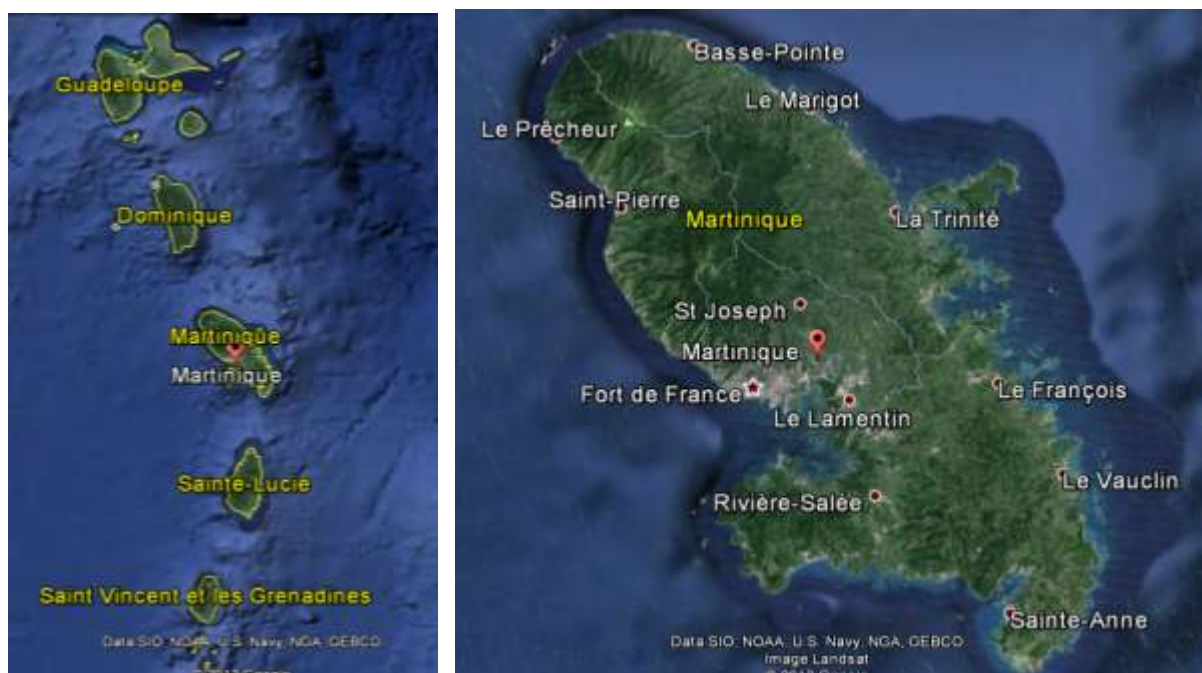 Guadeloupe
Dominique
Martinique
Martinique
Sainte-Lucie
Saint Vincent et les Grenadines
Data SIO, NOAA, U.S. Navy, NGA, GEBCO
Basse-Pointe
Le Marigot
Le Prêcheur
Saint-Pierre
Martinique
La Trinité
St Joseph
Martinique
Fort de France
Le François
Le Lamentin
Le Vauclin
Rivière-Salée
Sainte-Anne
Data SIO, NOAA, U.S. Navy, NGA, GEBCO
Image Landsat